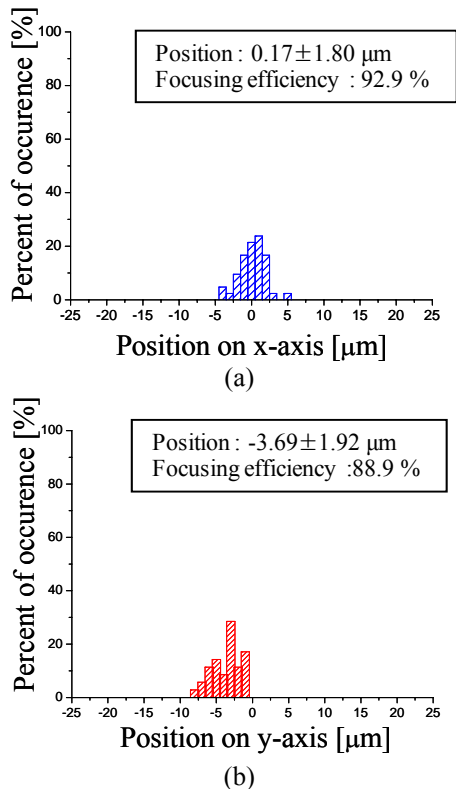 Percent of occurence [%]
100
80
60
40
20
0
Position : 0.17±1.80 μm
Focusing efficiency : 92.9 %
-25 -20 -15 -10 -5 0 5 10 15 20 25
Position on x-axis [μm]
(a)
Percent of occurence [%]
100
80
60
40
20
0
Position : -3.69±1.92 μm
Focusing efficiency :88.9 %
-25 -20 -15 -10 -5 0 5 10 15 20 25
Position on y-axis [μm]
(b)